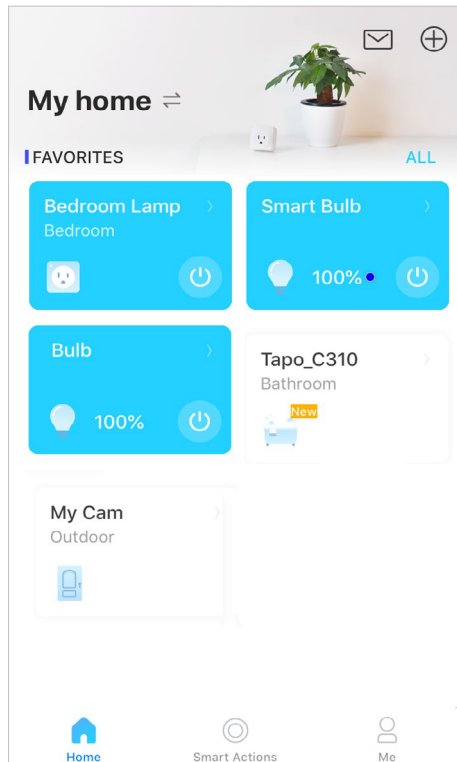 My home
FAVORITES
ALL
Bedroom Lamp
Bedroom
Smart Bulb
100%
Bulb
100%
Tapo_C310
Bathroom
New
My Cam
Outdoor
Home
Smart Actions
Me